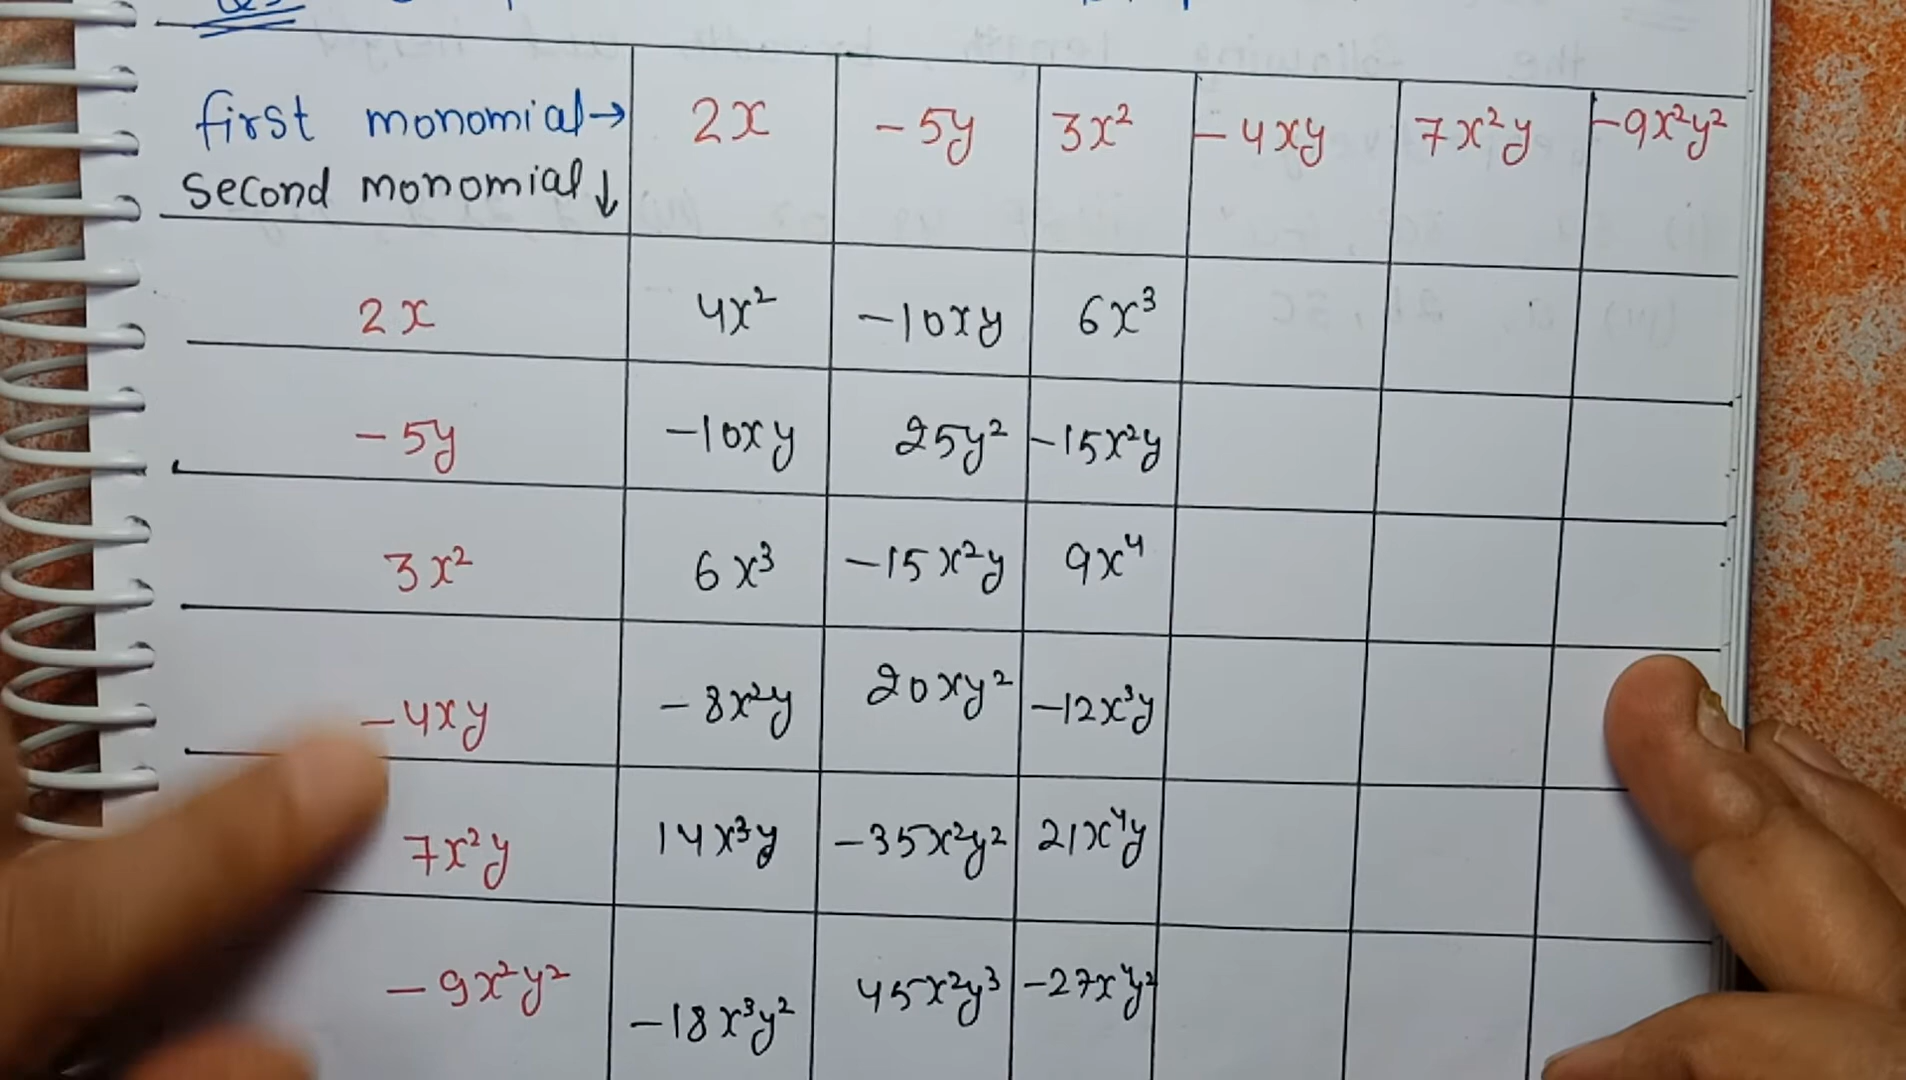 first monomial→ 2x -5y 3x² -4xy 7x²y -9x²y²
second monomial↓
2x 4x² -10xy 6x³
-5y -10xy 25y² -15x²y
3x² 6x³ -15x²y 9x⁴
-4xy -8x²y 20xy² -12x³y
7x²y 14x³y -35x²y² 21x⁴y
-9x²y² -18x³y² 45x²y³ -27x⁴y²